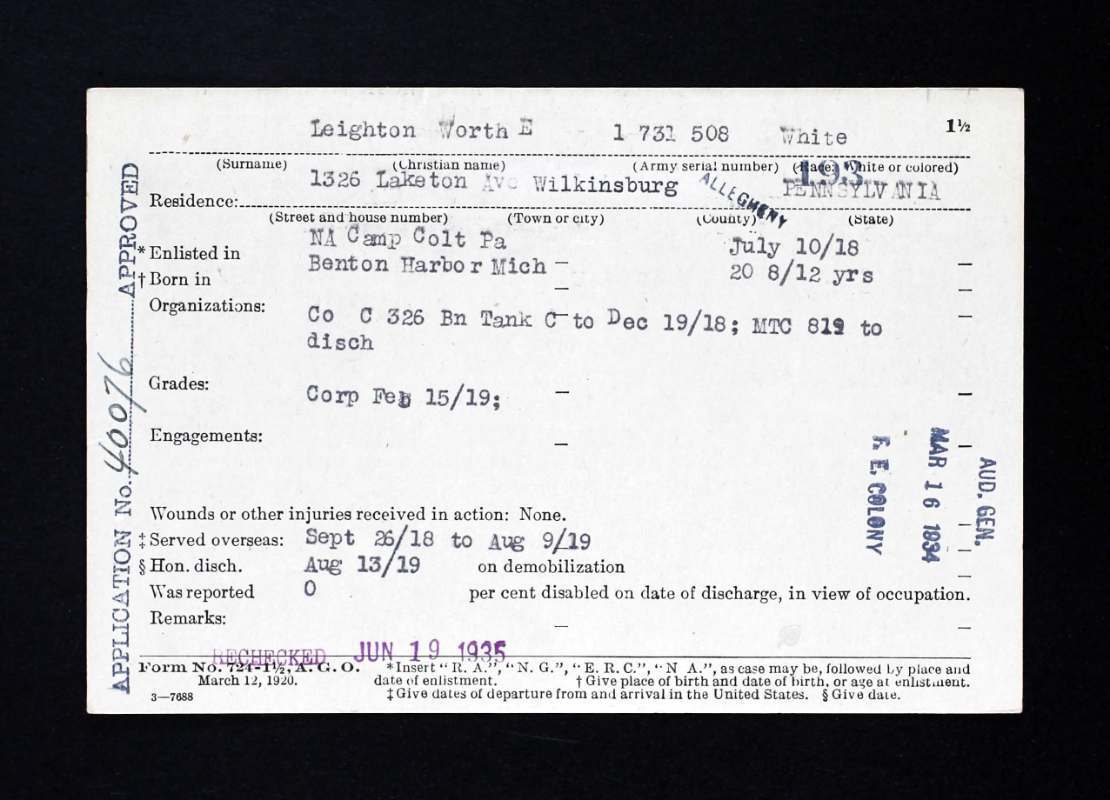 Leighton Worth E 1 731 508 White 1½
(Surname) (Christian name) (Army serial number) (Race: White or colored)
193
1326 Laketon Ave Wilkinsburg ALLEGHENY PENNSYLVANIA
Residence:
(Street and house number) (Town or city) (County) (State)
* Enlisted in NA Camp Colt Pa July 10/18
† Born in Benton Harbor Mich 20 8/12 yrs
Organizations: Co C 326 Bn Tank C to Dec 19/18; MTC 819 to
disch
Grades: Corp Feb 15/19;
Engagements:
Wounds or other injuries received in action: None.
‡ Served overseas: Sept 26/18 to Aug 9/19
§ Hon. disch. Aug 13/19 on demobilization
Was reported 0 per cent disabled on date of discharge, in view of occupation.
Remarks:
RECHECKED JUN 19 1935
Form No. 724-1½, A. G. O.
March 12, 1920.
3—7688
*Insert "R. A.", "N. G.", "E. R. C.", "N A.", as case may be, followed by place and
date of enlistment. † Give place of birth and date of birth, or age at enlistment.
‡ Give dates of departure from and arrival in the United States. § Give date.
APPLICATION No. 40076 APPROVED
AUD. GEN.
MAR 16 1934
F. E. COLONY